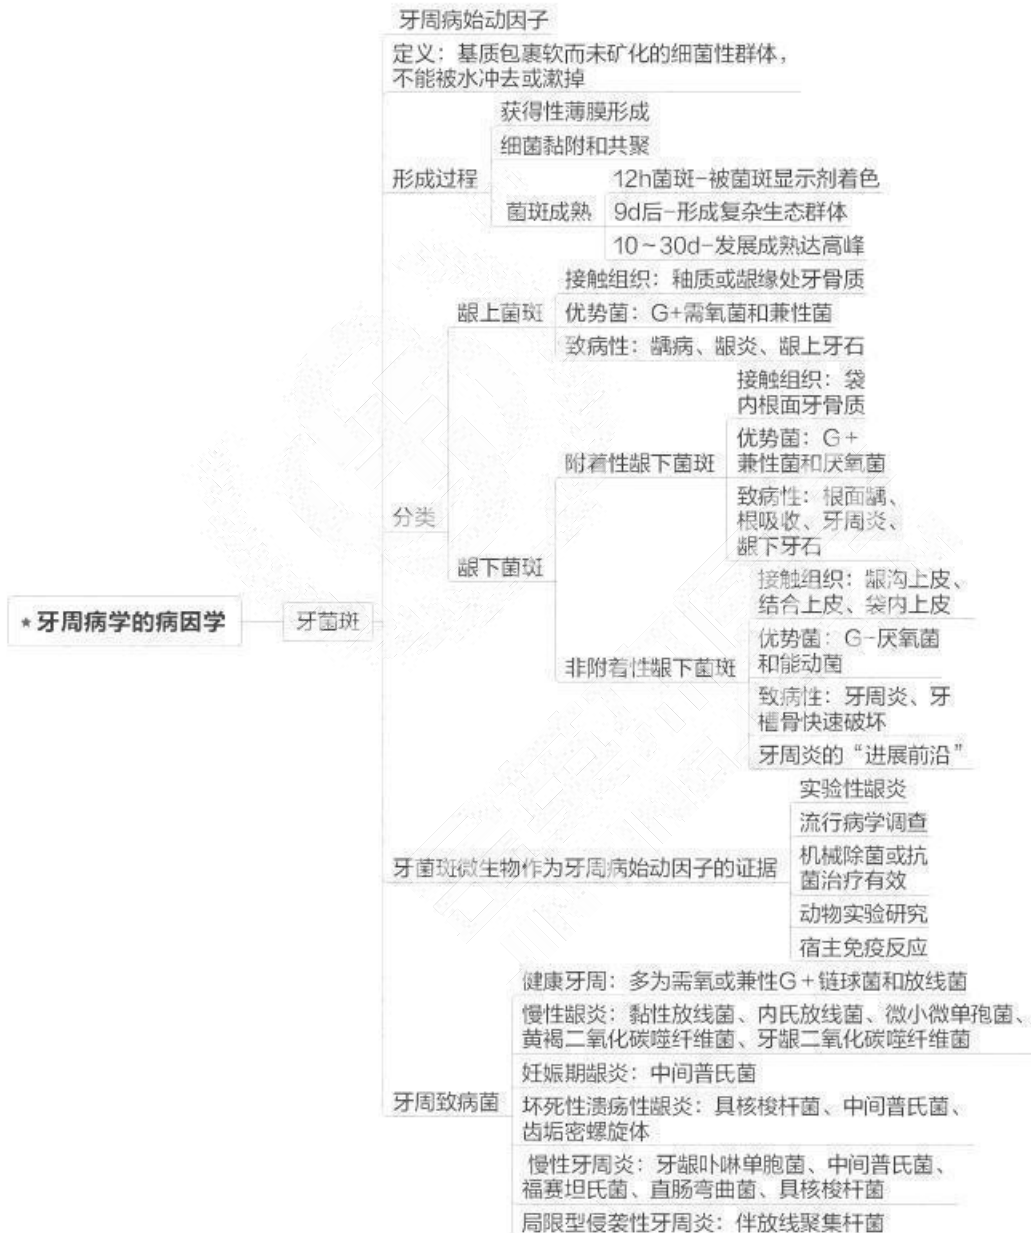 牙周病始动因子
定义：基质包裹软而未矿化的细菌性群体，
不能被水冲去或漱掉
获得性薄膜形成
细菌黏附和共聚
形成过程
12h菌斑-被菌斑显示剂着色
菌斑成熟
9d后-形成复杂生态群体
10～30d-发展成熟达高峰
接触组织：釉质或龈缘处牙骨质
龈上菌斑
优势菌：G+需氧菌和兼性菌
致病性：龋病、龈炎、龈上牙石
接触组织：袋
内根面牙骨质
优势菌：G+
兼性菌和厌氧菌
附着性龈下菌斑
致病性：根面龋、
根吸收、牙周炎、
龈下牙石
分类
龈下菌斑
接触组织：龈沟上皮、
结合上皮、袋内上皮
★牙周病学的病因学
牙菌斑
优势菌：G-厌氧菌
和能动菌
非附着性龈下菌斑
致病性：牙周炎、牙
槽骨快速破坏
牙周炎的“进展前沿”
实验性龈炎
流行病学调查
牙菌斑微生物作为牙周病始动因子的证据
机械除菌或抗
菌治疗有效
动物实验研究
宿主免疫反应
健康牙周：多为需氧或兼性G+链球菌和放线菌
慢性龈炎：黏性放线菌、内氏放线菌、微小微单孢菌、
黄褐二氧化碳噬纤维菌、牙龈二氧化碳噬纤维菌
妊娠期龈炎：中间普氏菌
牙周致病菌
坏死性溃疡性龈炎：具核梭杆菌、中间普氏菌、
齿垢密螺旋体
慢性牙周炎：牙龈卟啉单胞菌、中间普氏菌、
福赛坦氏菌、直肠弯曲菌、具核梭杆菌
局限型侵袭性牙周炎：伴放线聚集杆菌